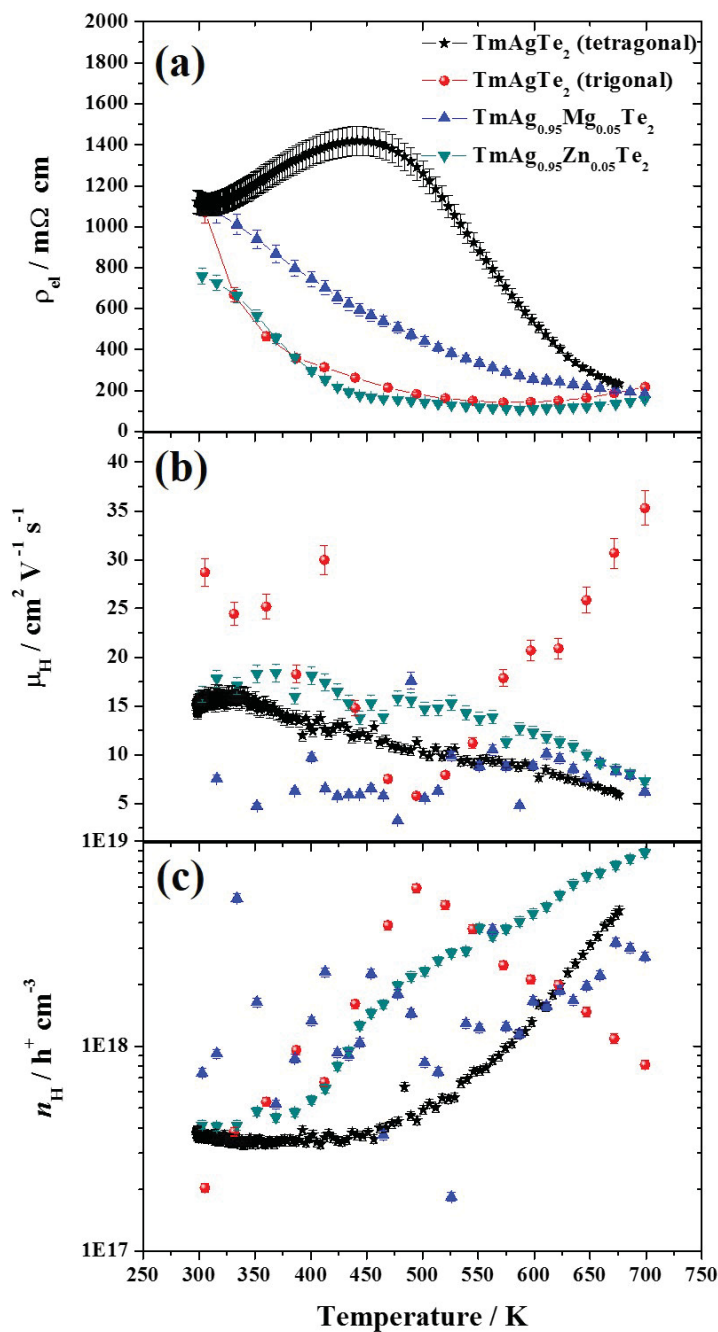 (a)
TmAgTe₂ (tetragonal)
TmAgTe₂ (trigonal)
TmAg₀.₉₅Mg₀.₀₅Te₂
TmAg₀.₉₅Zn₀.₀₅Te₂
2000
1800
1600
1400
1200
1000
800
600
400
200
0
ρel / mΩ cm
(b)
40
35
30
25
20
15
10
5
μH / cm² V⁻¹ s⁻¹
(c)
1E19
1E18
1E17
nH / h⁺ cm⁻³
250 300 350 400 450 500 550 600 650 700 750
Temperature / K